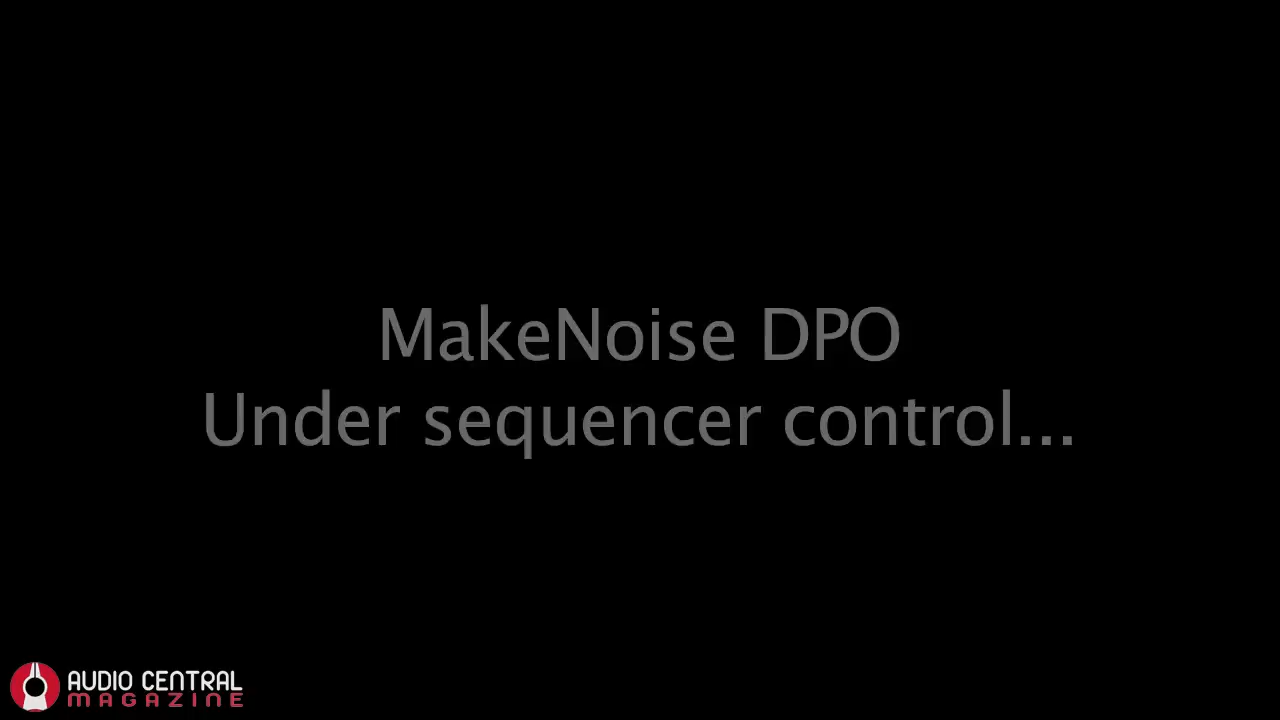 MakeNoise DPO
Under sequencer control...
AUDIO CENTRAL
MAGAZINE